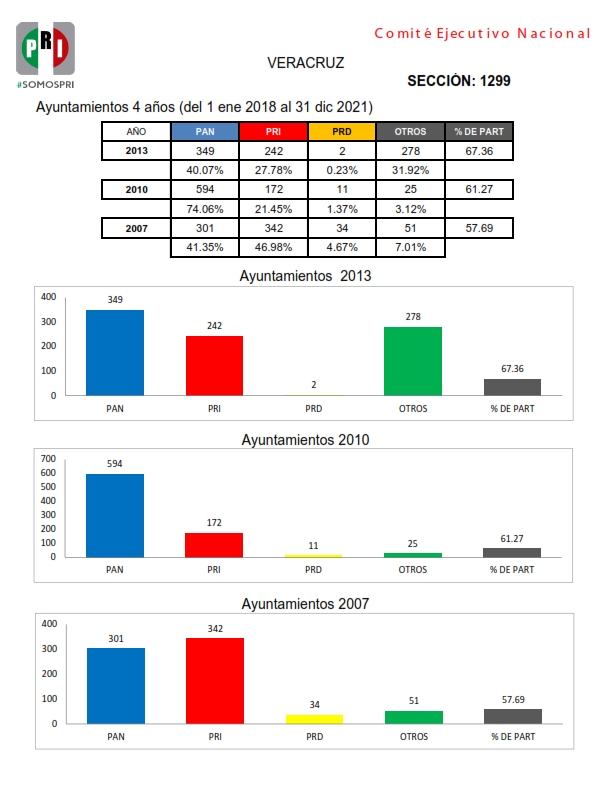 Comité Ejecutivo Nacional
PRI
#SOMOSPRI
VERACRUZ
SECCIÓN: 1299
Ayuntamientos 4 años (del 1 ene 2018 al 31 dic 2021)
AÑO PAN PRI PRD OTROS % DE PART
2013 349 242 2 278 67.36
40.07% 27.78% 0.23% 31.92%
2010 594 172 11 25 61.27
74.06% 21.45% 1.37% 3.12%
2007 301 342 34 51 57.69
41.35% 46.98% 4.67% 7.01%
Ayuntamientos 2013
400
300
200
100
0
349 242 2 278 67.36
PAN PRI PRD OTROS % DE PART
Ayuntamientos 2010
700
600
500
400
300
200
100
0
594 172 11 25 61.27
PAN PRI PRD OTROS % DE PART
Ayuntamientos 2007
400
300
200
100
0
301 342 34 51 57.69
PAN PRI PRD OTROS % DE PART